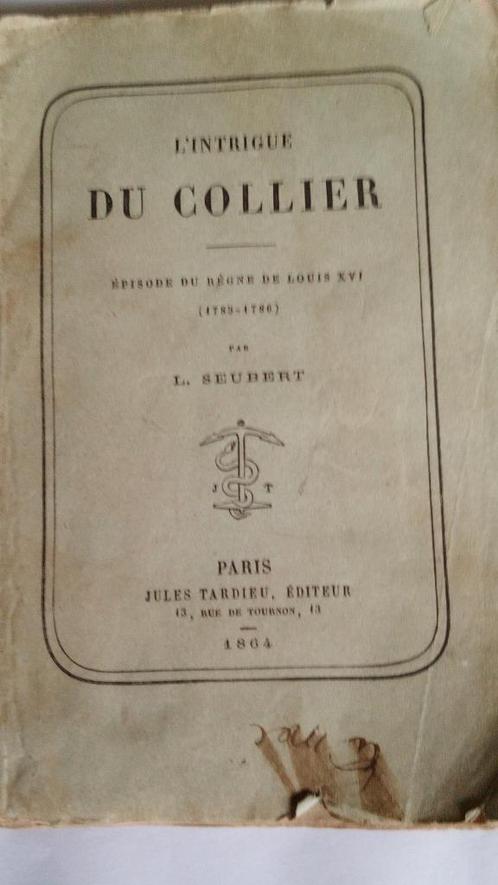 L'INTRIGUE
DU COLLIER
ÉPISODE DU RÈGNE DE LOUIS XVI
(1785-1786)
PAR
L. SEUBERT
J T
PARIS
JULES TARDIEU, ÉDITEUR
13, RUE DE TOURNON, 13
1864